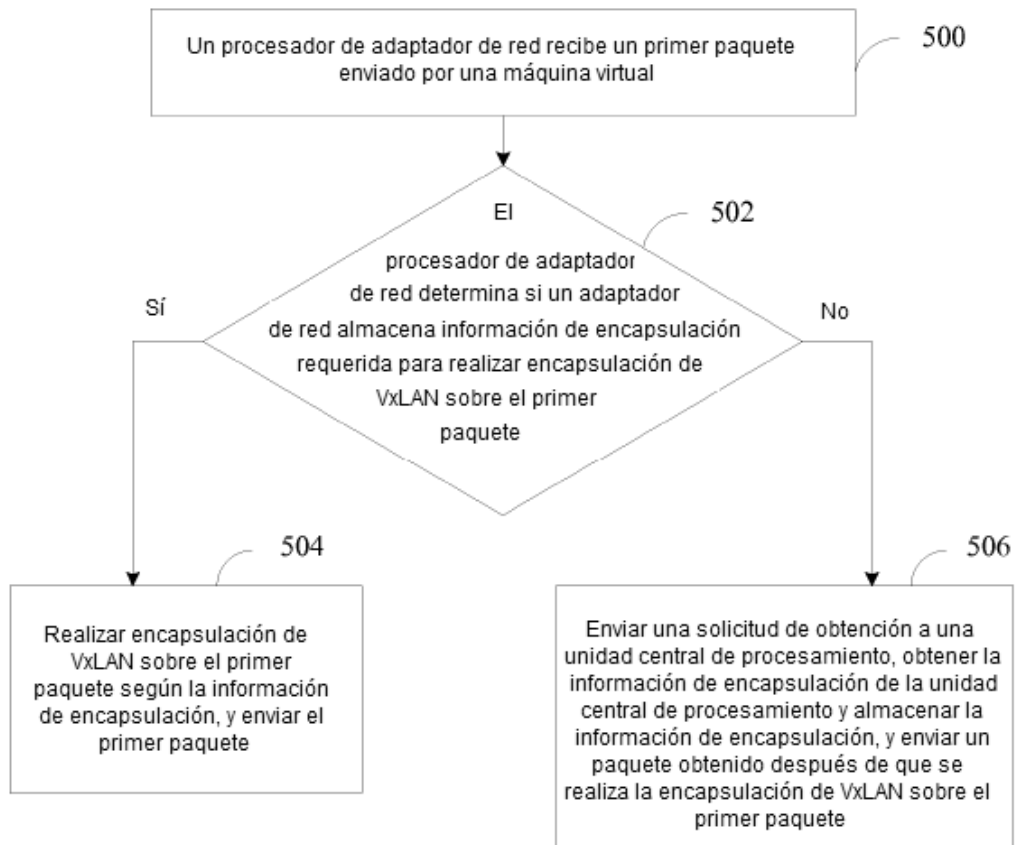 Un procesador de adaptador de red recibe un primer paquete
enviado por una máquina virtual
500
El
502
procesador de adaptador
de red determina si un adaptador
de red almacena información de encapsulación
requerida para realizar encapsulación de
VxLAN sobre el primer
paquete
Sí
No
504
Realizar encapsulación de
VxLAN sobre el primer
paquete según la información
de encapsulación, y enviar el
primer paquete
506
Enviar una solicitud de obtención a una
unidad central de procesamiento, obtener la
información de encapsulación de la unidad
central de procesamiento y almacenar la
información de encapsulación, y enviar un
paquete obtenido después de que se
realiza la encapsulación de VxLAN sobre el
primer paquete